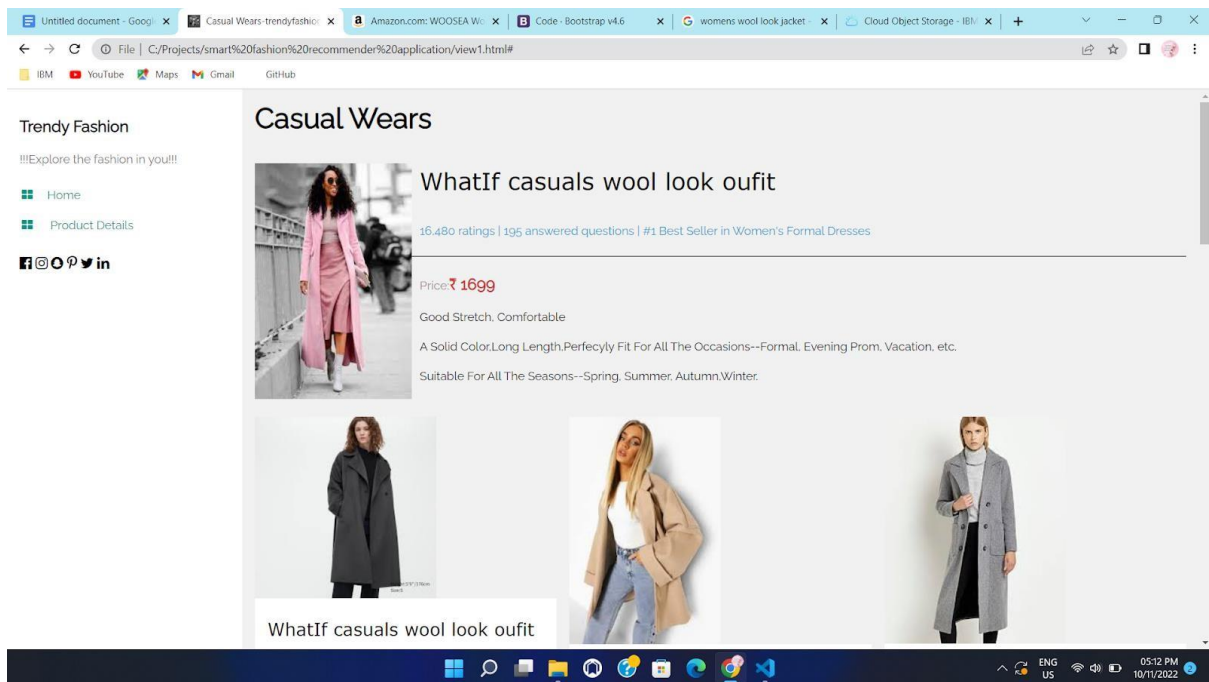 Untitled document - Googl
Casual Wears-trendyfashion
Amazon.com: WOOSEA Wo
Code · Bootstrap v4.6
womens wool look jacket -
Cloud Object Storage - IBM
File | C:/Projects/smart%20fashion%20recommender%20application/view1.html#
IBM YouTube Maps Gmail GitHub
Trendy Fashion
!!!Explore the fashion in you!!!
Home
Product Details
Casual Wears
WhatIf casuals wool look oufit
16,480 ratings | 195 answered questions | #1 Best Seller in Women's Formal Dresses
Price:₹ 1699
Good Stretch, Comfortable
A Solid Color,Long Length,Perfecyly Fit For All The Occasions--Formal, Evening Prom, Vacation, etc.
Suitable For All The Seasons--Spring, Summer, Autumn,Winter.
WhatIf casuals wool look oufit
ENG
US
05:12 PM
10/11/2022
2